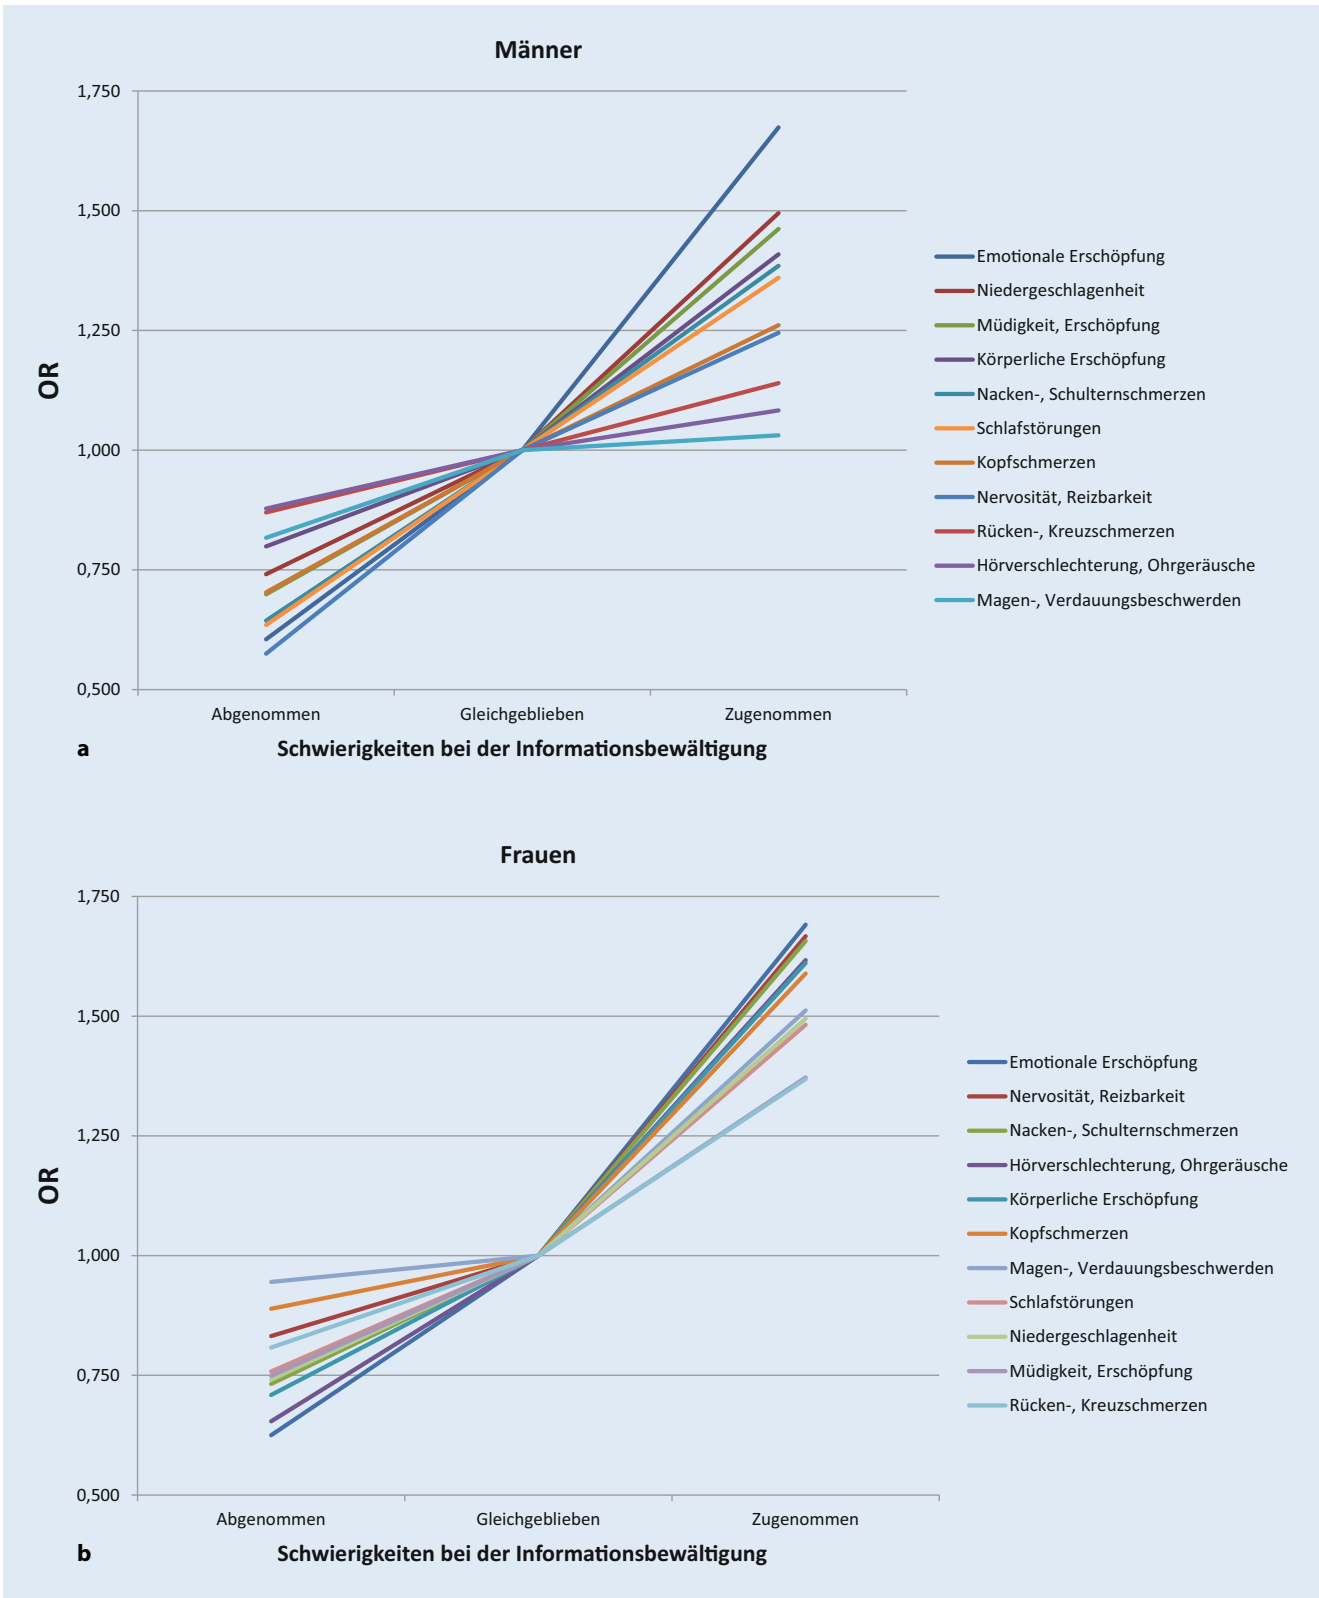 Männer
1,750
1,500
1,250
1,000
0,750
0,500
OR
Abgenommen Gleichgeblieben Zugenommen
a Schwierigkeiten bei der Informationsbewältigung
Emotionale Erschöpfung
Niedergeschlagenheit
Müdigkeit, Erschöpfung
Körperliche Erschöpfung
Nacken-, Schulternschmerzen
Schlafstörungen
Kopfschmerzen
Nervosität, Reizbarkeit
Rücken-, Kreuzschmerzen
Hörverschlechterung, Ohrgeräusche
Magen-, Verdauungsbeschwerden
Frauen
1,750
1,500
1,250
1,000
0,750
0,500
OR
Abgenommen Gleichgeblieben Zugenommen
b Schwierigkeiten bei der Informationsbewältigung
Emotionale Erschöpfung
Nervosität, Reizbarkeit
Nacken-, Schulternschmerzen
Hörverschlechterung, Ohrgeräusche
Körperliche Erschöpfung
Kopfschmerzen
Magen-, Verdauungsbeschwerden
Schlafstörungen
Niedergeschlagenheit
Müdigkeit, Erschöpfung
Rücken-, Kreuzschmerzen